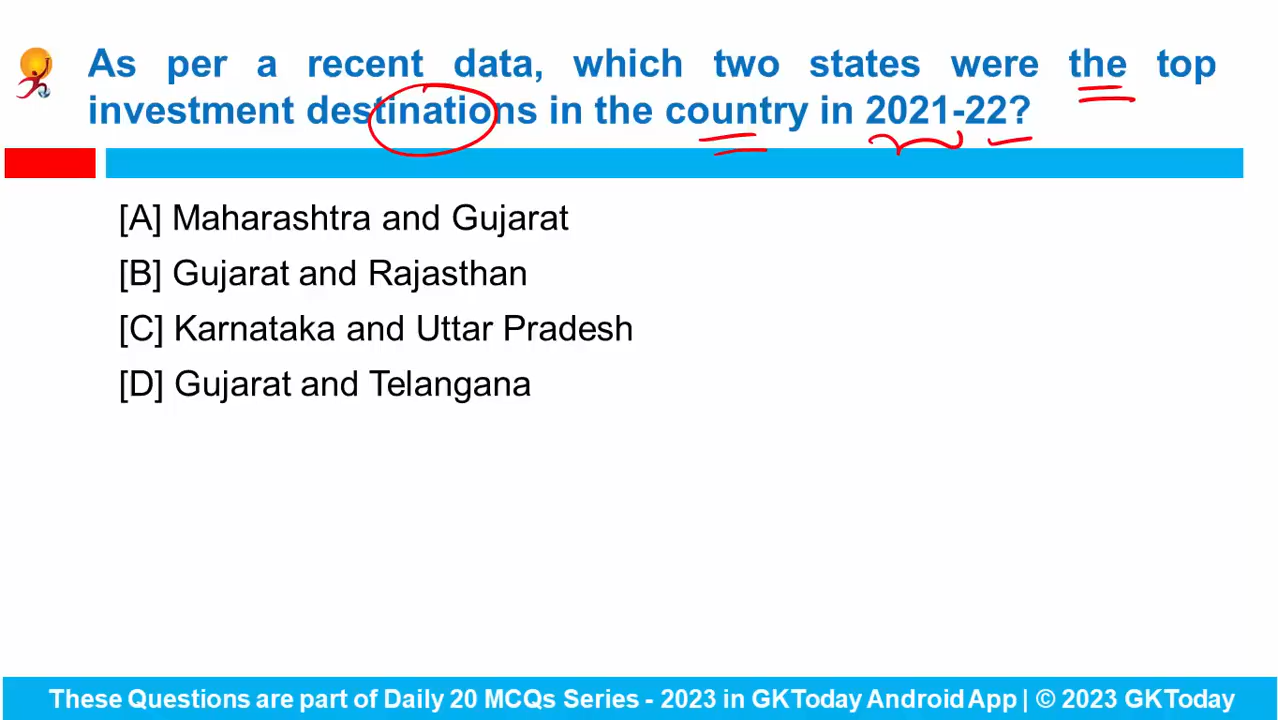 As per a recent data, which two states were the top
investment destinations in the country in 2021-22?
[A] Maharashtra and Gujarat
[B] Gujarat and Rajasthan
[C] Karnataka and Uttar Pradesh
[D] Gujarat and Telangana
These Questions are part of Daily 20 MCQs Series - 2023 in GKToday Android App | © 2023 GKToday